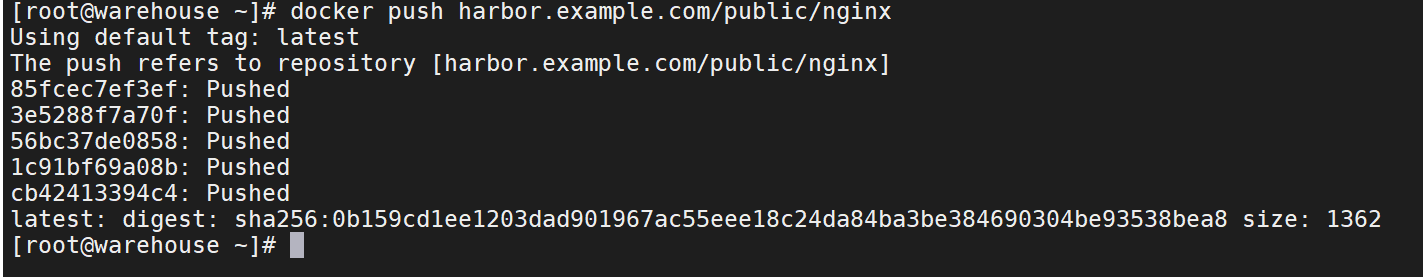 [root@warehouse ~]# docker push harbor.example.com/public/nginx
Using default tag: latest
The push refers to repository [harbor.example.com/public/nginx]
85fcec7ef3ef: Pushed
3e5288f7a70f: Pushed
56bc37de0858: Pushed
1c91bf69a08b: Pushed
cb42413394c4: Pushed
latest: digest: sha256:0b159cd1ee1203dad901967ac55eee18c24da84ba3be384690304be93538bea8 size: 1362
[root@warehouse ~]#